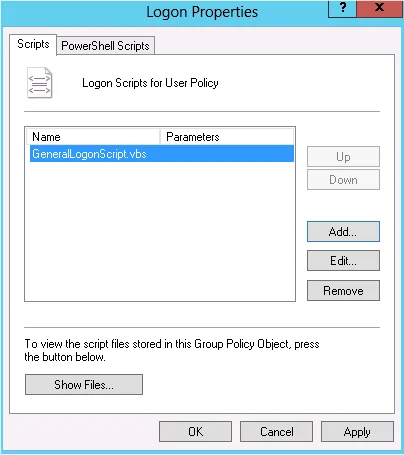 Logon Properties
? x
Scripts PowerShell Scripts
Logon Scripts for User Policy
Name Parameters
GeneralLogonScript.vbs
Up
Down
Add...
Edit...
Remove
To view the script files stored in this Group Policy Object, press
the button below.
Show Files...
OK Cancel Apply